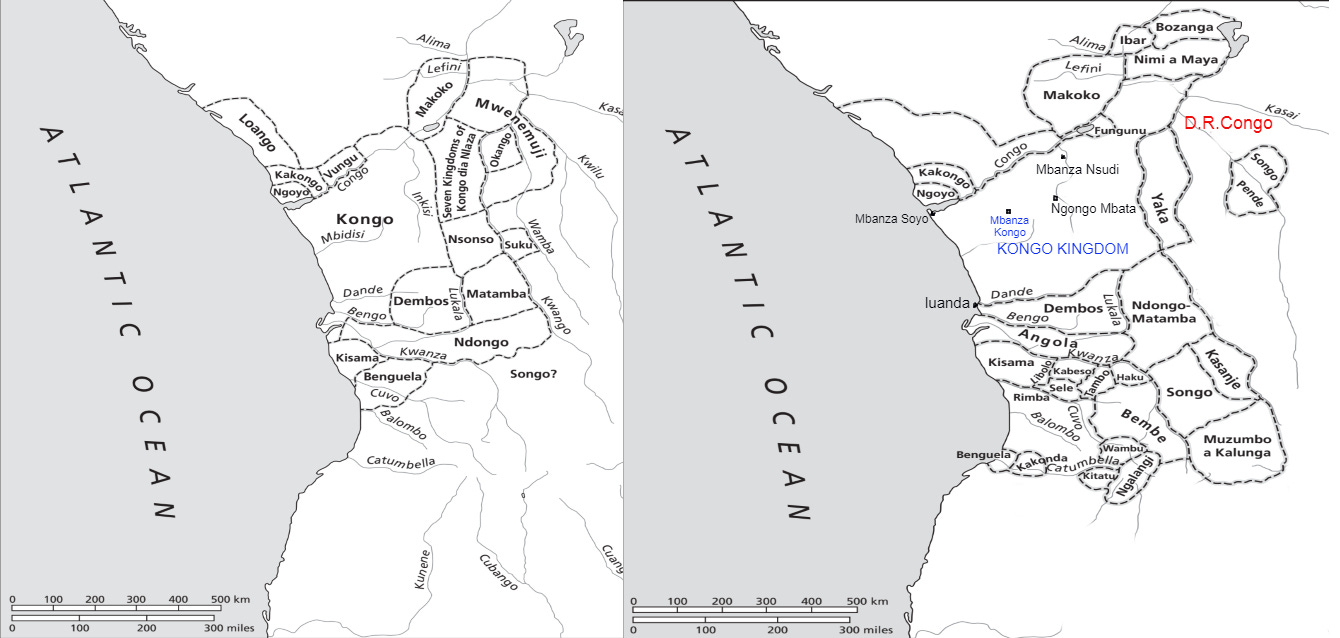 Alima
Lefini
Makoko
Mwenemuji
Kasa
Loango
Vungu
Kakongo
Ngoyo
Congo
Seven Kingdoms of
Kongo dia Nlaza
Okango
Kwilu
Inkisi
Kongo
Mbidisi
Nsonso
Suku
Wamba
Dande
Dembos
Lukala
Matamba
Kwango
Bengo
Ndongo
Kisama
Kwanza
Benguela
Songo?
Cuvo
Balombo
Catumbella
Kunene
Cubango
Cuang
ATLANTIC OCEAN
0 100 200 300 400 500 km
0 100 200 300 miles
Bozanga
Ibar
Alima
Nimi a Maya
Lefini
Makoko
Kasai
Fungunu
D.R.Congo
Congo
Mbanza Nsudi
Songo
Pende
Kakongo
Ngoyo
Yaka
Mbanza Soyo
Ngongo Mbata
Mbanza
Kongo
KONGO KINGDOM
luanda
Dande
Dembos
Lukala
Ndongo-
Matamba
Bengo
Angola
Kwanza
Kisama
Libolo
Kabeso
Tambo
Haku
Sele
Kasanje
Songo
Rimba
Cuvo
Balombo
Bembe
Muzumbo
a Kalunga
Benguela
Kakonda
Wambu
Catumbella
Kitatu
Ngalangi
ATLANTIC OCEAN
0 100 200 300 400 500 km
0 100 200 300 miles